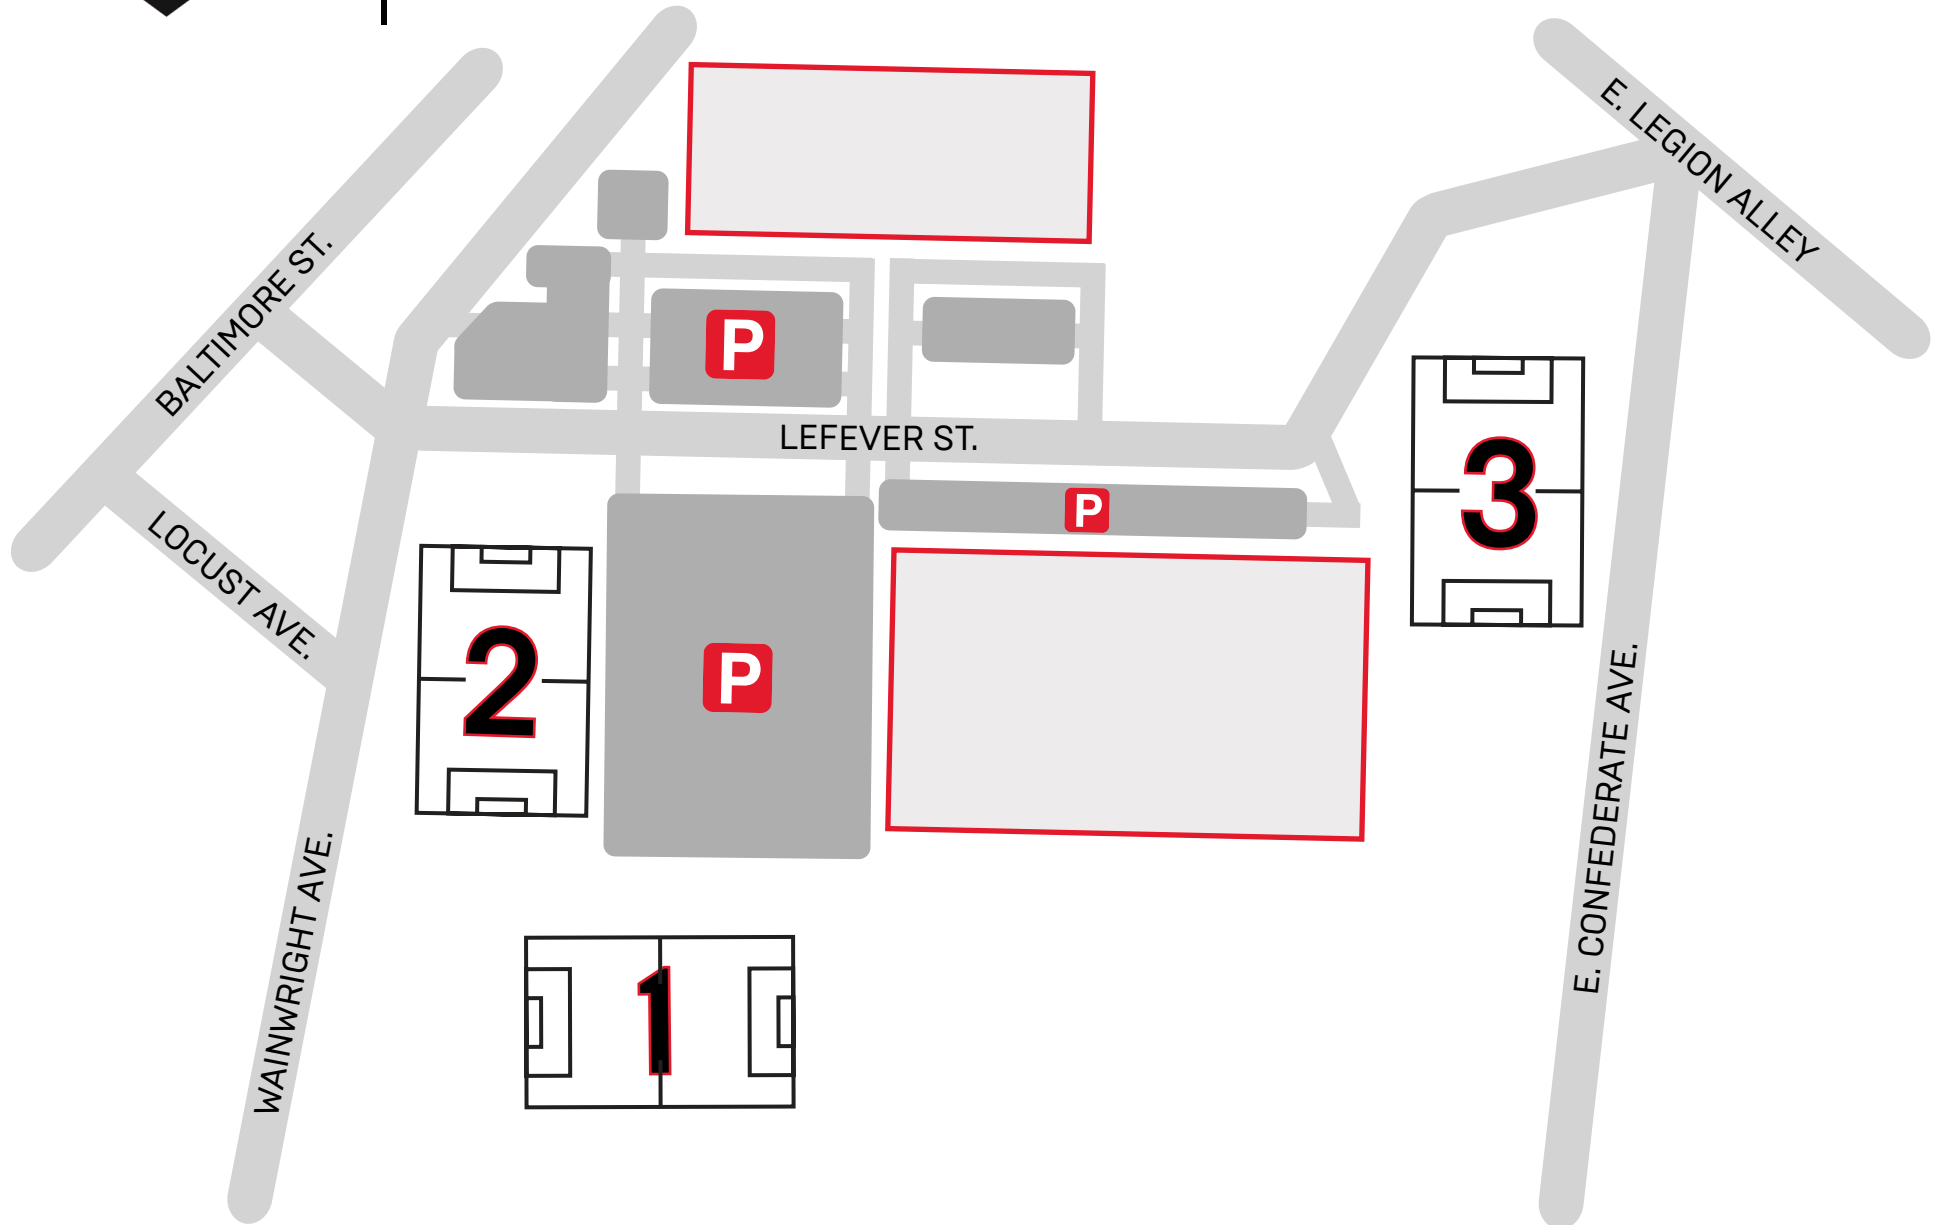 E. LEGION ALLEY
BALTIMORE ST.
P
LEFEVER ST.
P
3
LOCUST AVE.
2
P
E. CONFEDERATE AVE.
WAINWRIGHT AVE.
1